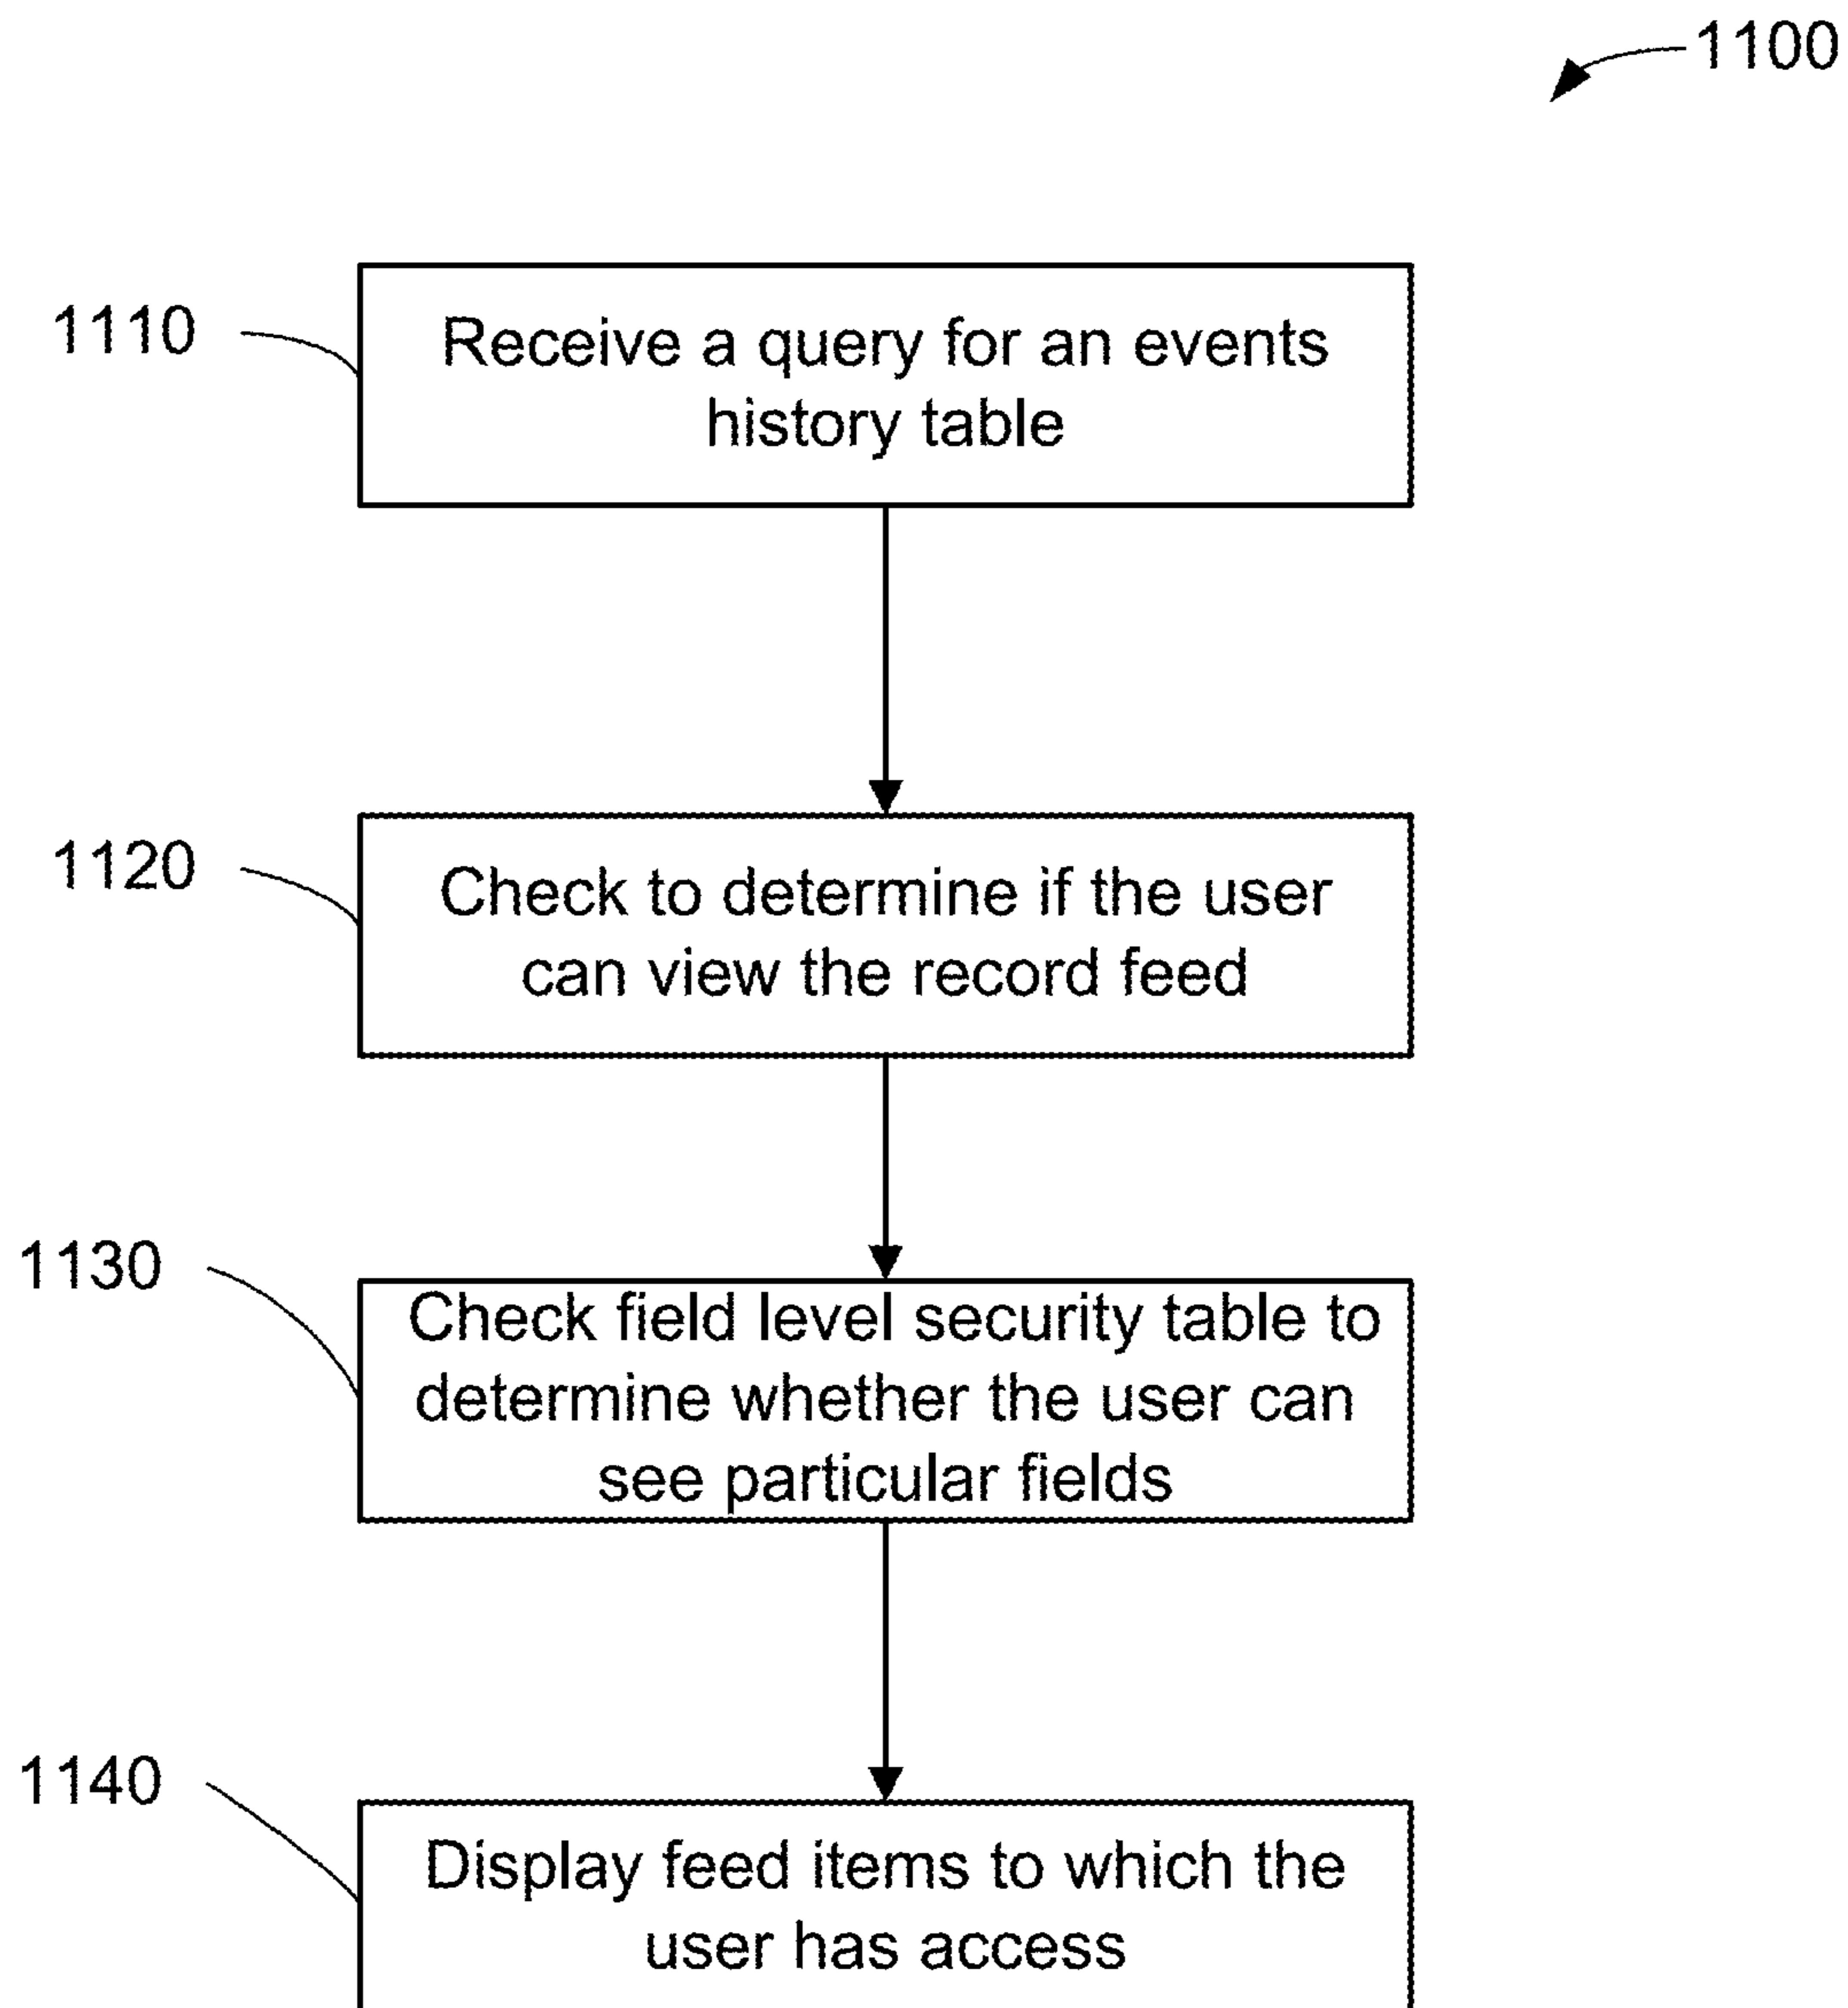 1100
1110
Receive a query for an events
history table
1120
Check to determine if the user
can view the record feed
1130
Check field level security table to
determine whether the user can
see particular fields
1140
Display feed items to which the
user has access